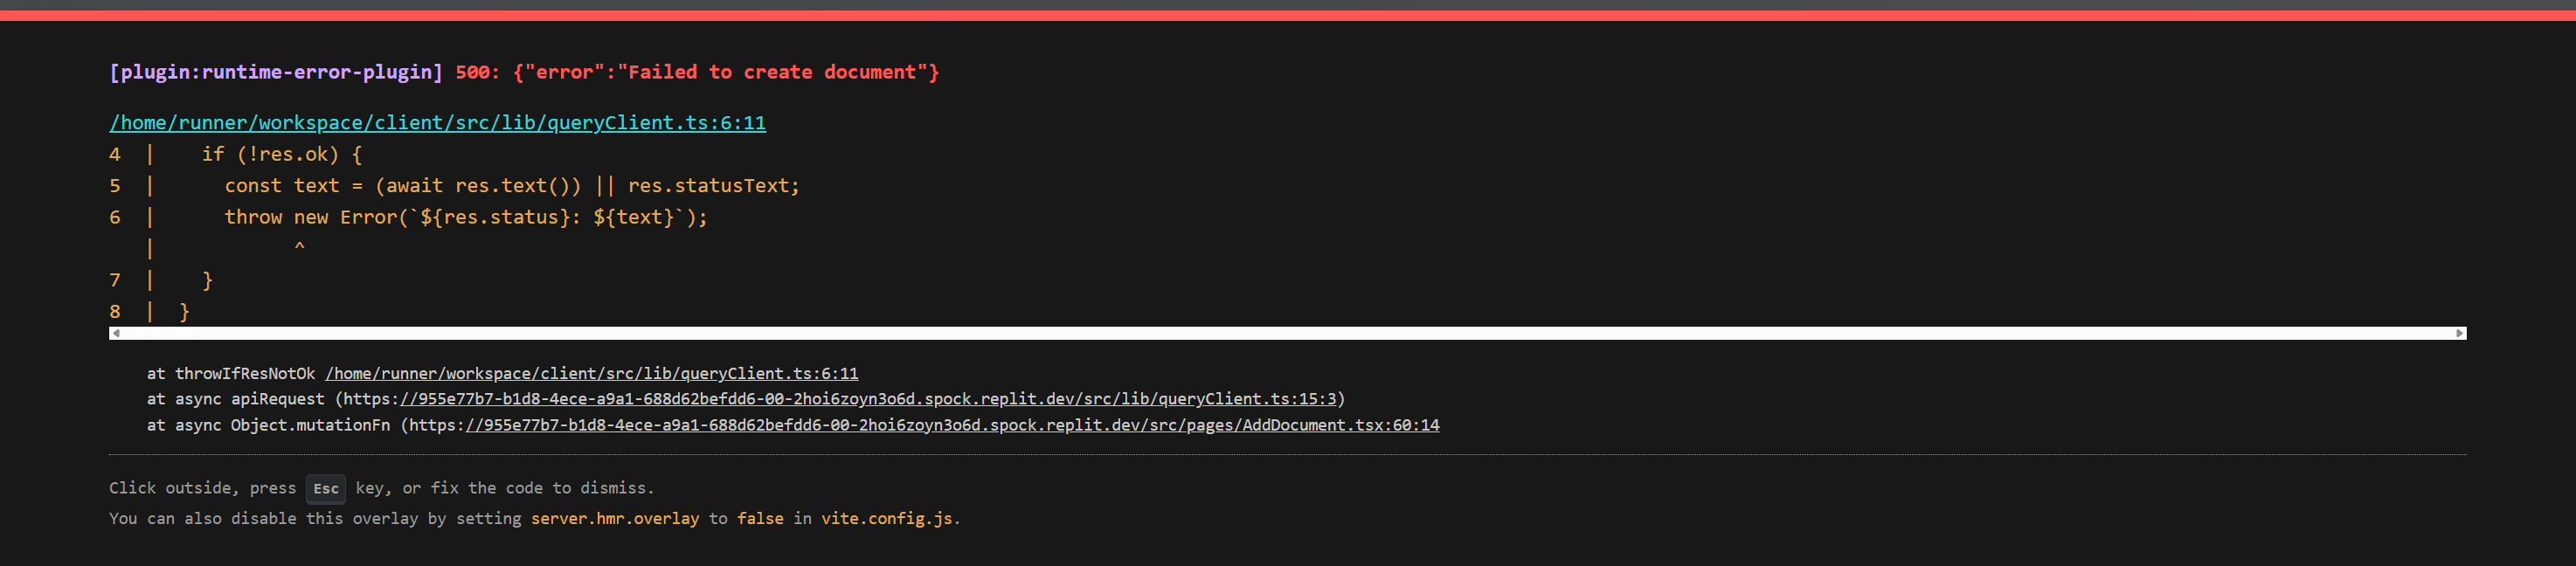 [plugin:runtime-error-plugin] 500: {"error":"Failed to create document"}
/home/runner/workspace/client/src/lib/queryClient.ts:6:11
4  |    if (!res.ok) {
5  |      const text = (await res.text()) || res.statusText;
6  |      throw new Error(`${res.status}: ${text}`);
   |            ^
7  |    }
8  |  }
at throwIfResNotOk /home/runner/workspace/client/src/lib/queryClient.ts:6:11
at async apiRequest (https://955e77b7-b1d8-4ece-a9a1-688d62befdd6-00-2hoi6zoyn3o6d.spock.replit.dev/src/lib/queryClient.ts:15:3)
at async Object.mutationFn (https://955e77b7-b1d8-4ece-a9a1-688d62befdd6-00-2hoi6zoyn3o6d.spock.replit.dev/src/pages/AddDocument.tsx:60:14
Click outside, press Esc key, or fix the code to dismiss.
You can also disable this overlay by setting server.hmr.overlay to false in vite.config.js.